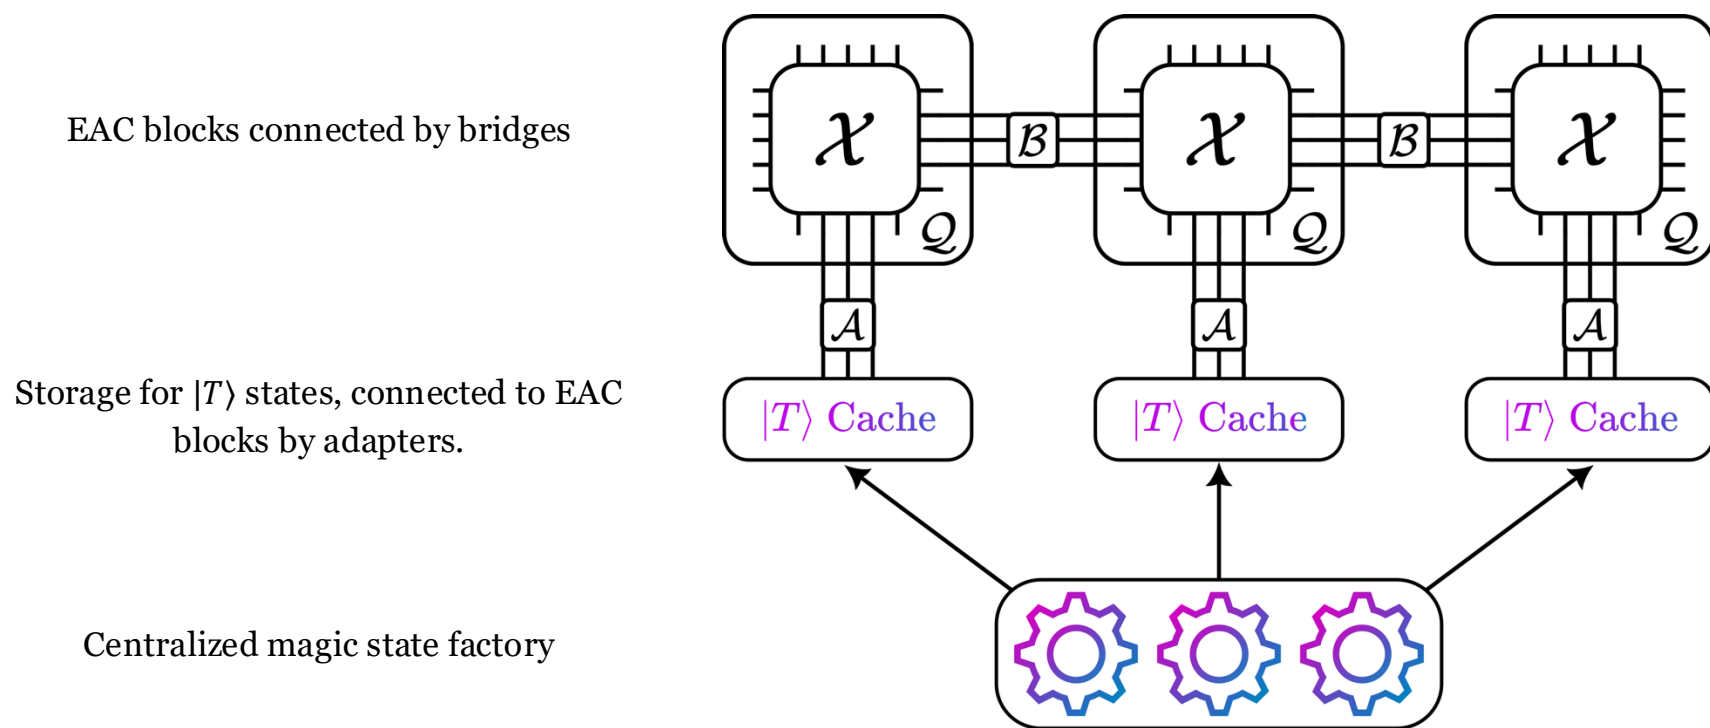 EAC blocks connected by bridges
𝒳 ℬ 𝒳 ℬ 𝒳
𝒬 𝒬 𝒬
𝒜 𝒜 𝒜
Storage for |T⟩ states, connected to EAC
blocks by adapters.
|T⟩ Cache |T⟩ Cache |T⟩ Cache
Centralized magic state factory